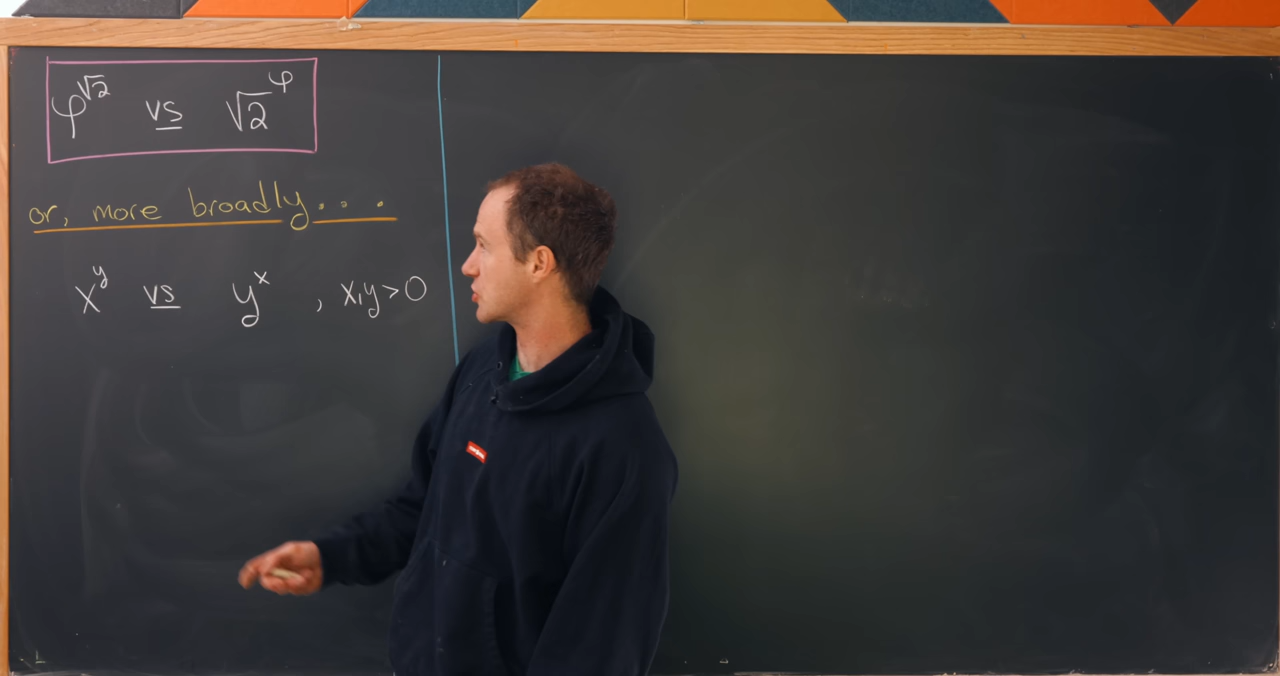 φ^√2 vs √2^φ
or, more broadly...
x^y vs y^x , x,y>0